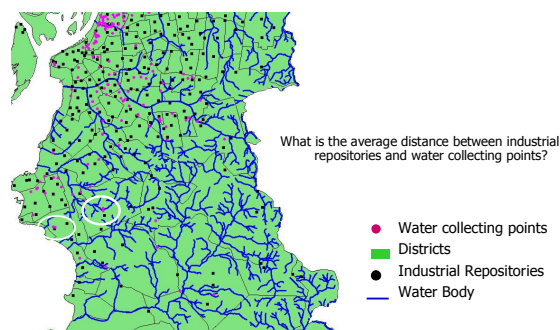 What is the average distance between industrial
repositories and water collecting points?
Water collecting points
Districts
Industrial Repositories
Water Body